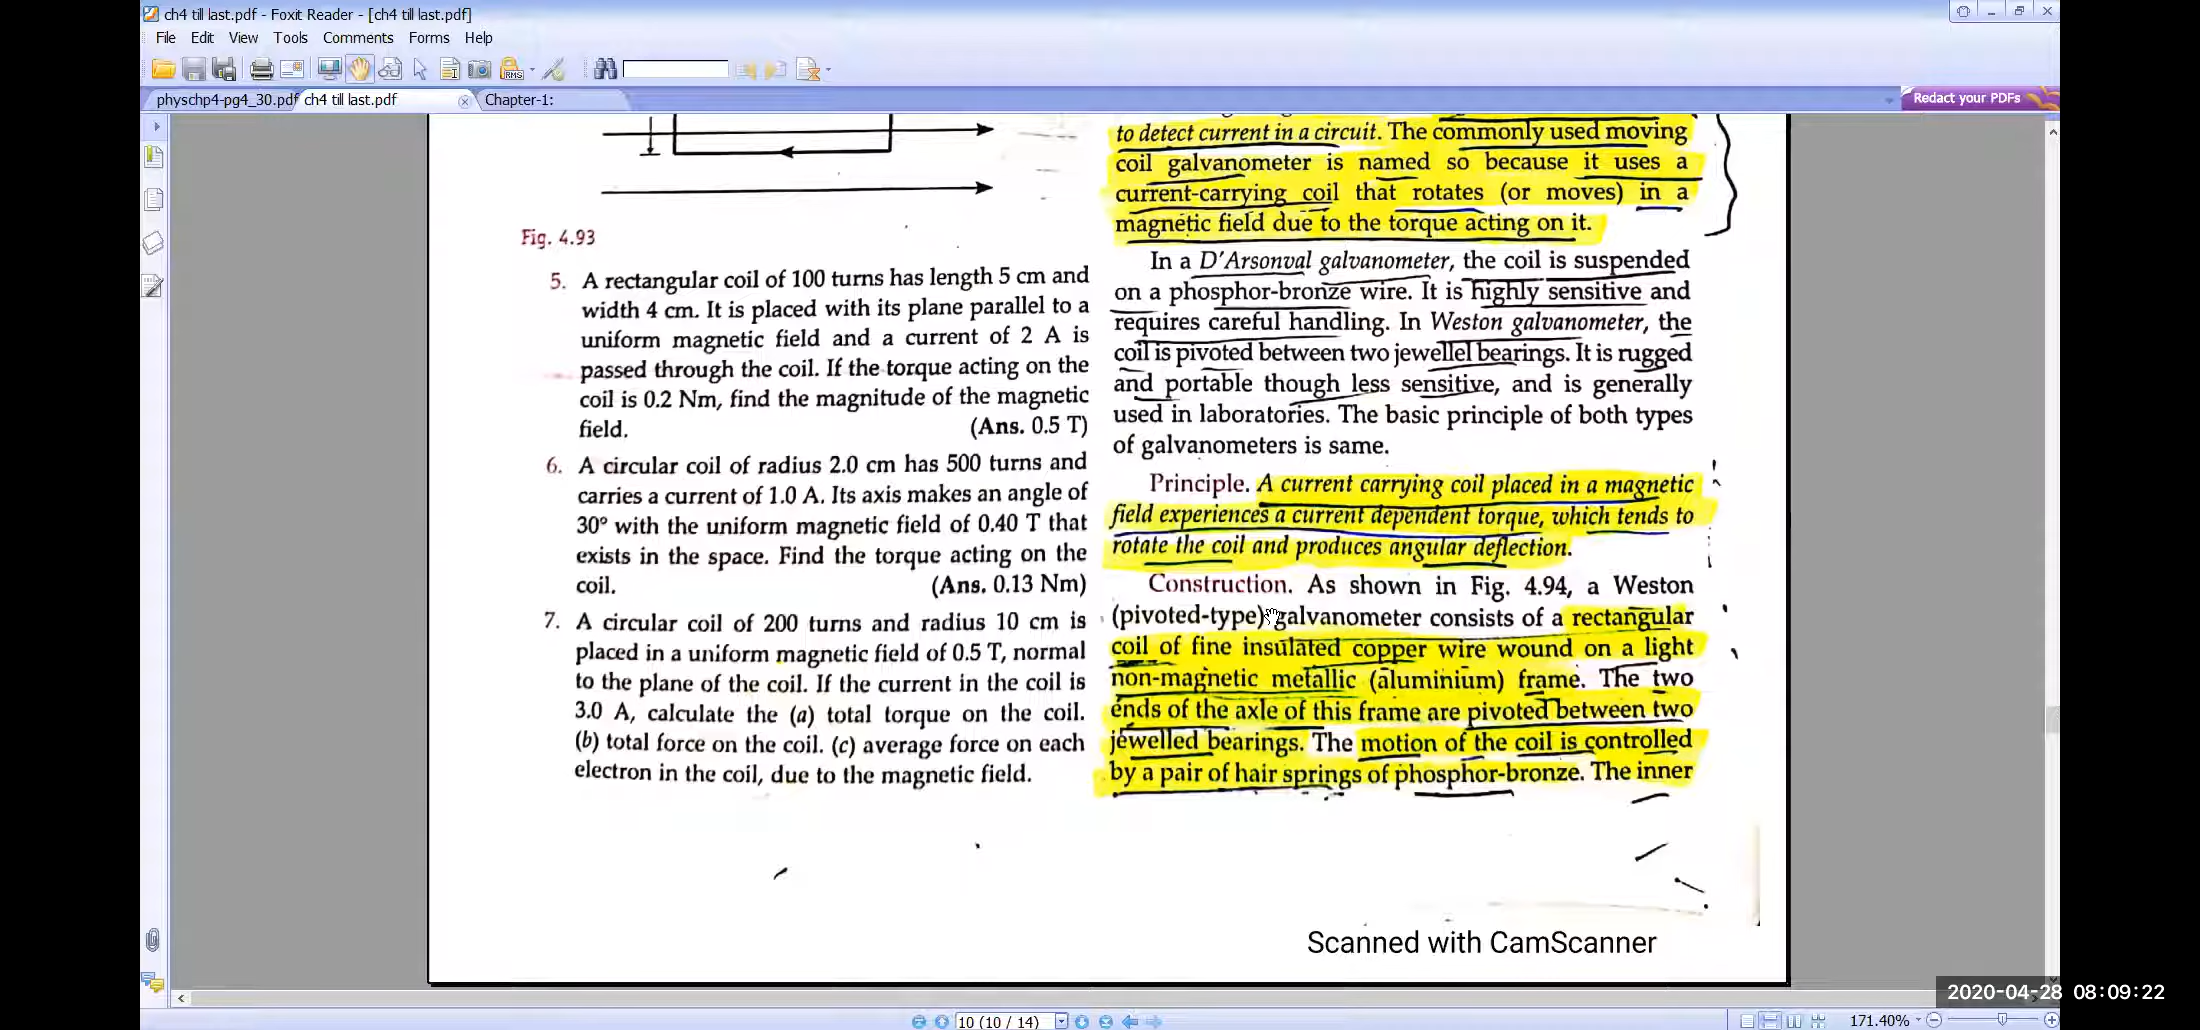 ch4 till last.pdf - Foxit Reader - [ch4 till last.pdf]
File Edit View Tools Comments Forms Help
RMS
physchp4-pg4_30.pdf
ch4 till last.pdf
Chapter-1:
Redact your PDFs
Fig. 4.93
5. A rectangular coil of 100 turns has length 5 cm and
width 4 cm. It is placed with its plane parallel to a
uniform magnetic field and a current of 2 A is
passed through the coil. If the torque acting on the
coil is 0.2 Nm, find the magnitude of the magnetic
field. (Ans. 0.5 T)
6. A circular coil of radius 2.0 cm has 500 turns and
carries a current of 1.0 A. Its axis makes an angle of
30° with the uniform magnetic field of 0.40 T that
exists in the space. Find the torque acting on the
coil. (Ans. 0.13 Nm)
7. A circular coil of 200 turns and radius 10 cm is
placed in a uniform magnetic field of 0.5 T, normal
to the plane of the coil. If the current in the coil is
3.0 A, calculate the (a) total torque on the coil.
(b) total force on the coil. (c) average force on each
electron in the coil, due to the magnetic field.
to detect current in a circuit. The commonly used moving
coil galvanometer is named so because it uses a
current-carrying coil that rotates (or moves) in a
magnetic field due to the torque acting on it.
In a D'Arsonval galvanometer, the coil is suspended
on a phosphor-bronze wire. It is highly sensitive and
requires careful handling. In Weston galvanometer, the
coil is pivoted between two jewellel bearings. It is rugged
and portable though less sensitive, and is generally
used in laboratories. The basic principle of both types
of galvanometers is same.
Principle. A current carrying coil placed in a magnetic
field experiences a current dependent torque, which tends to
rotate the coil and produces angular deflection.
Construction. As shown in Fig. 4.94, a Weston
(pivoted-type) galvanometer consists of a rectangular
coil of fine insulated copper wire wound on a light
non-magnetic metallic (aluminium) frame. The two
ends of the axle of this frame are pivoted between two
jewelled bearings. The motion of the coil is controlled
by a pair of hair springs of phosphor-bronze. The inner
Scanned with CamScanner
2020-04-28 08:09:22
10 (10 / 14)
171.40%